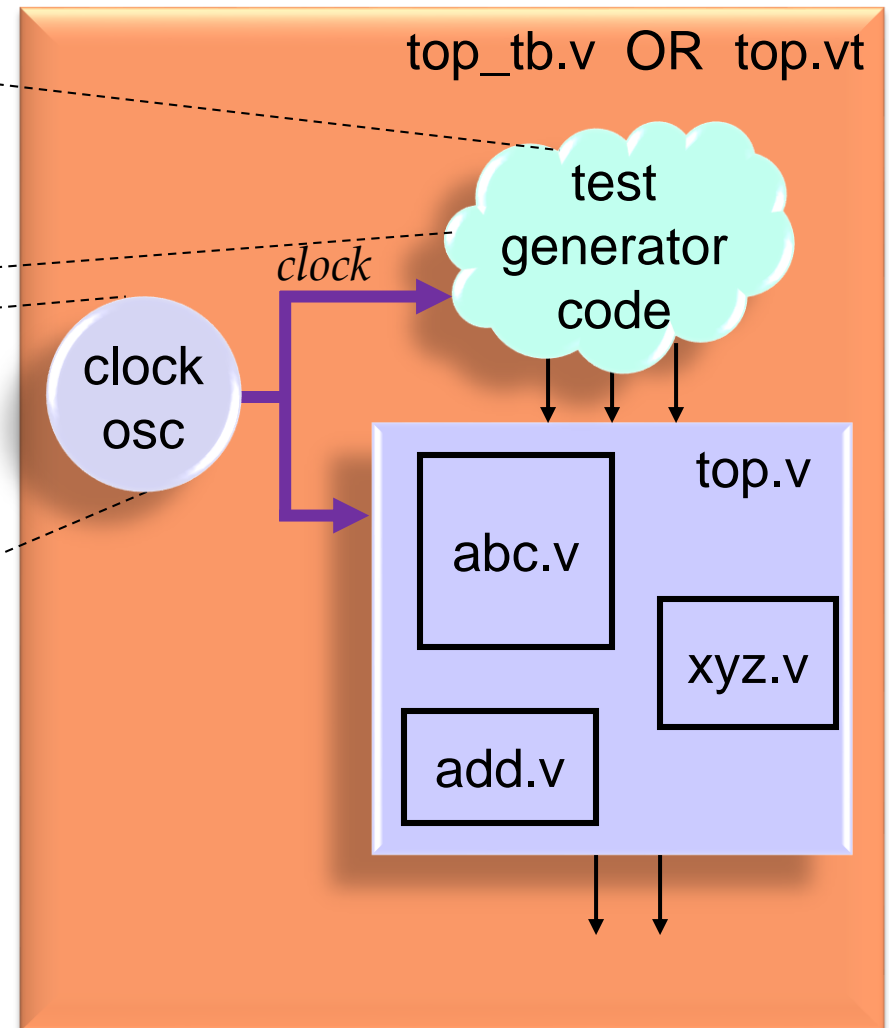 top_tb.v OR top.vt
test
generator
code
clock
clock
osc
top.v
abc.v
xyz.v
add.v